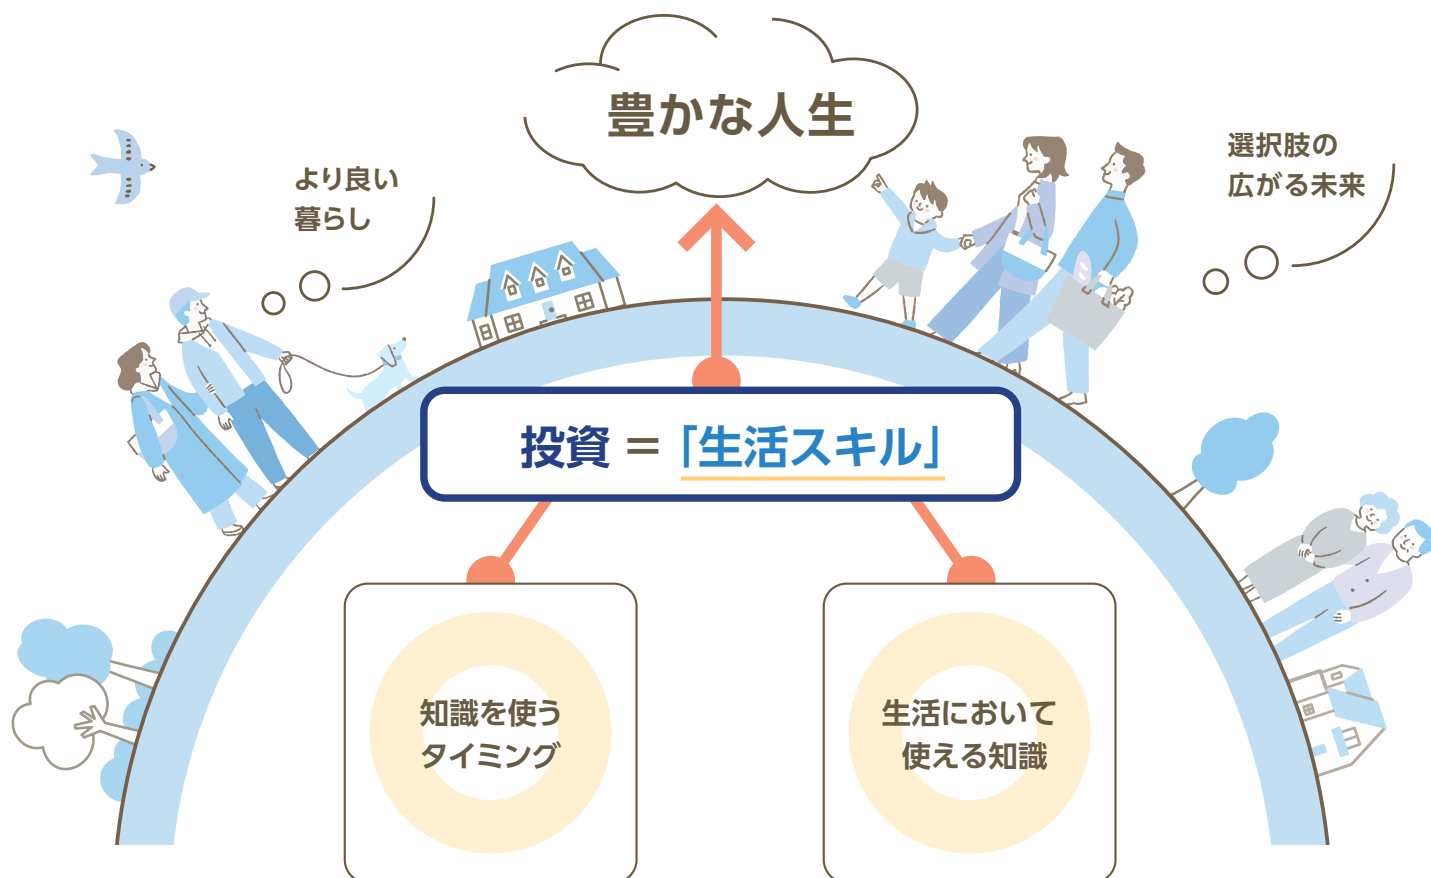 豊かな人生
より良い
暮らし
選択肢の
広がる未来
投資 = 「生活スキル」
知識を使う
タイミング
生活において
使える知識